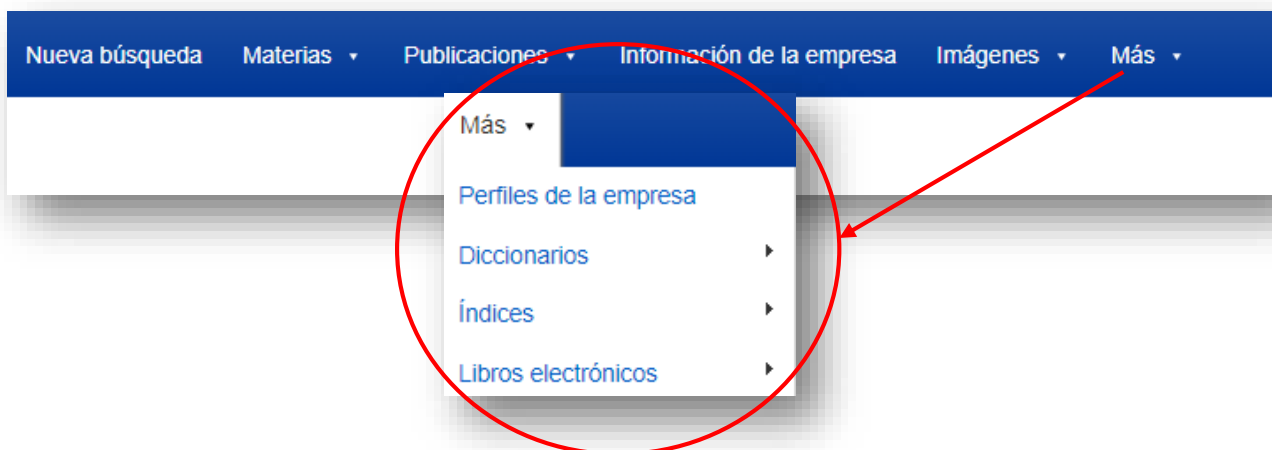 Nueva búsqueda Materias Publicaciones Información de la empresa Imágenes Más
Más
Perfiles de la empresa
Diccionarios
Índices
Libros electrónicos